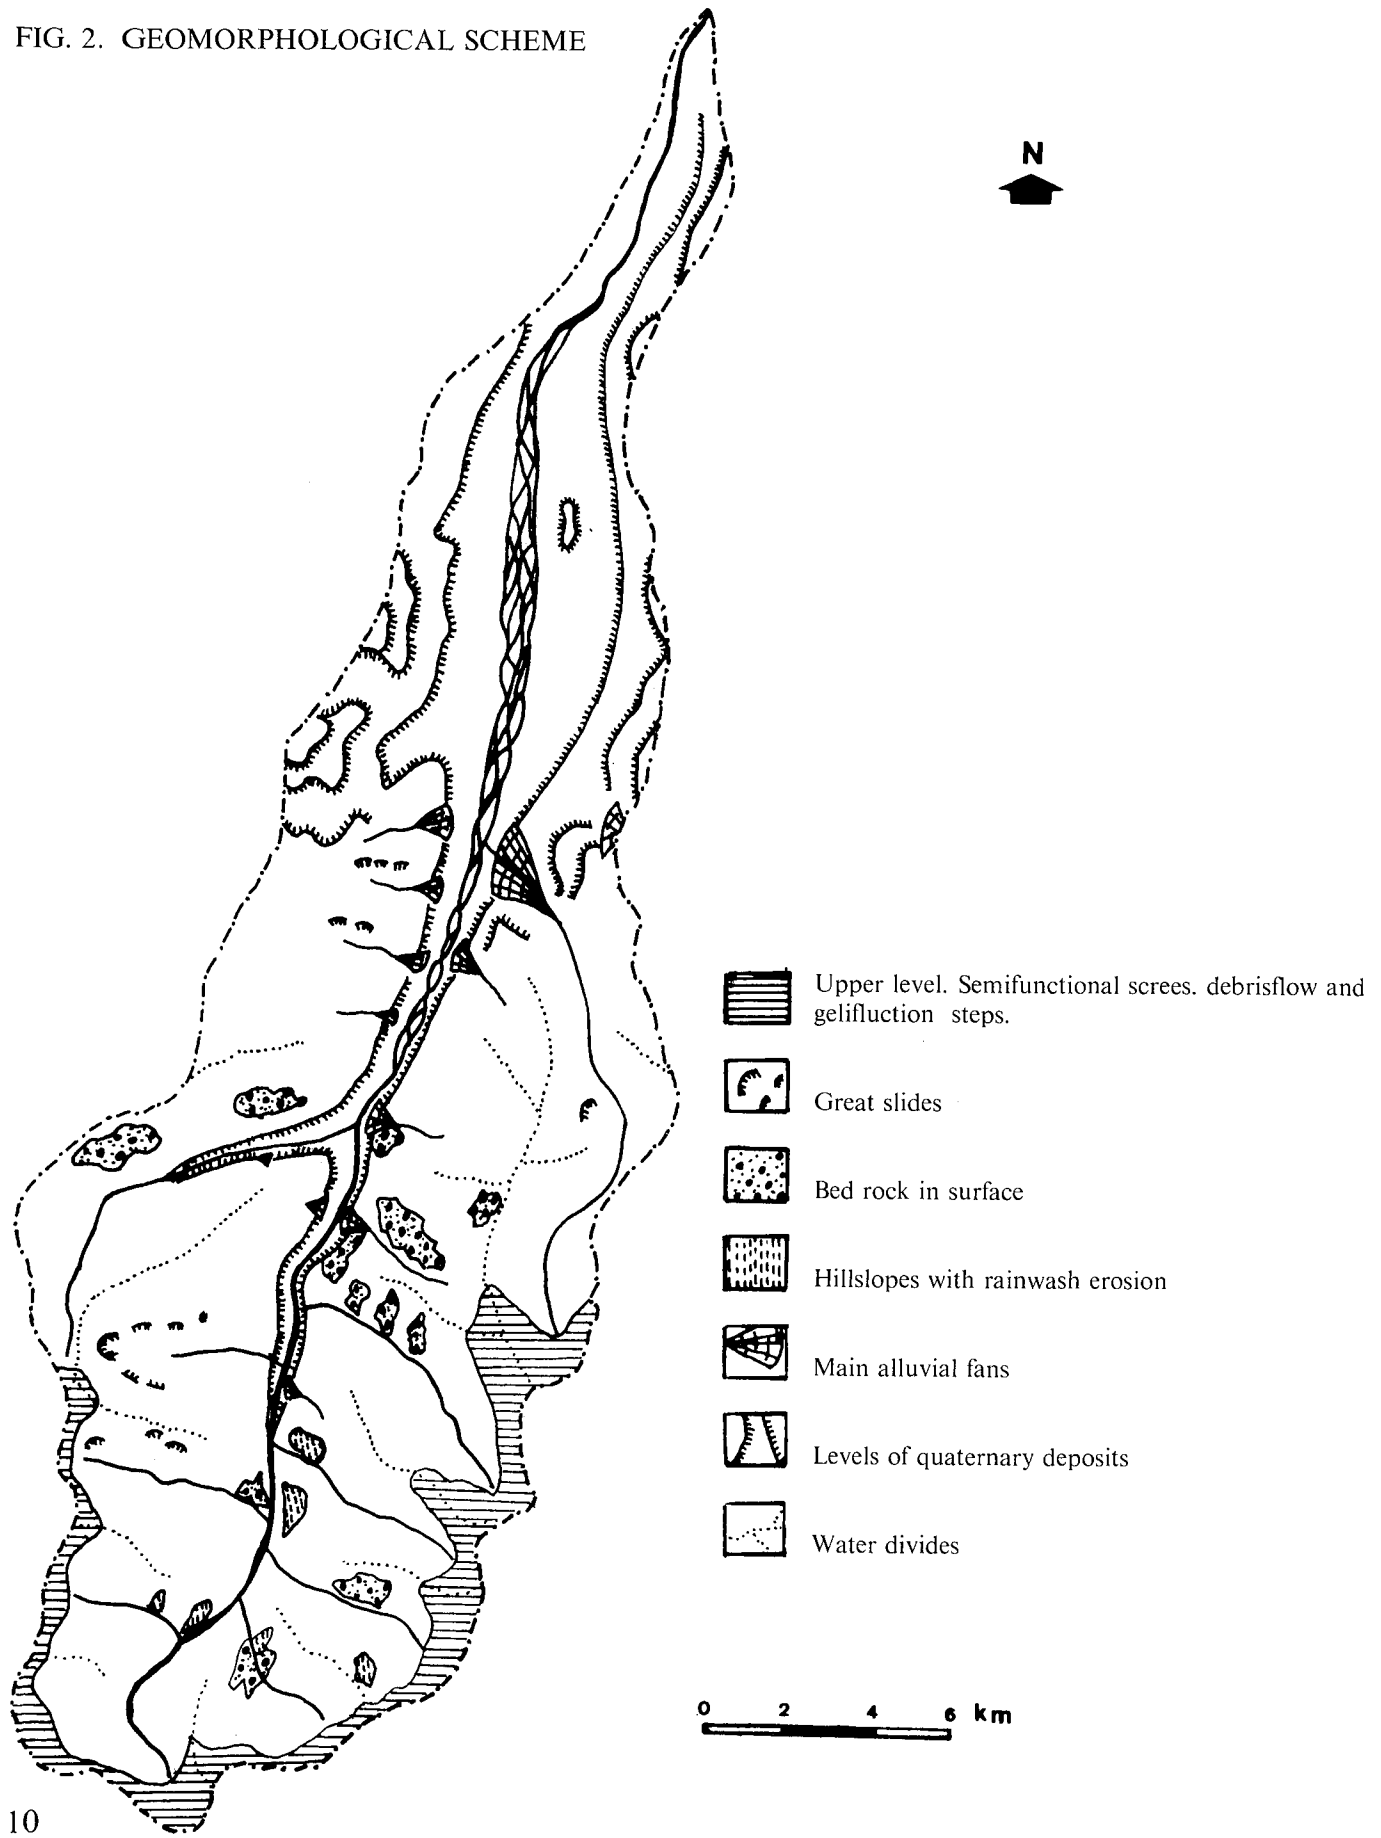 FIG. 2. GEOMORPHOLOGICAL SCHEME
N
Upper level. Semifunctional screes. debrisflow and
gelifluction steps.
Great slides
Bed rock in surface
Hillslopes with rainwash erosion
Main alluvial fans
Levels of quaternary deposits
Water divides
0 2 4 6 km
10